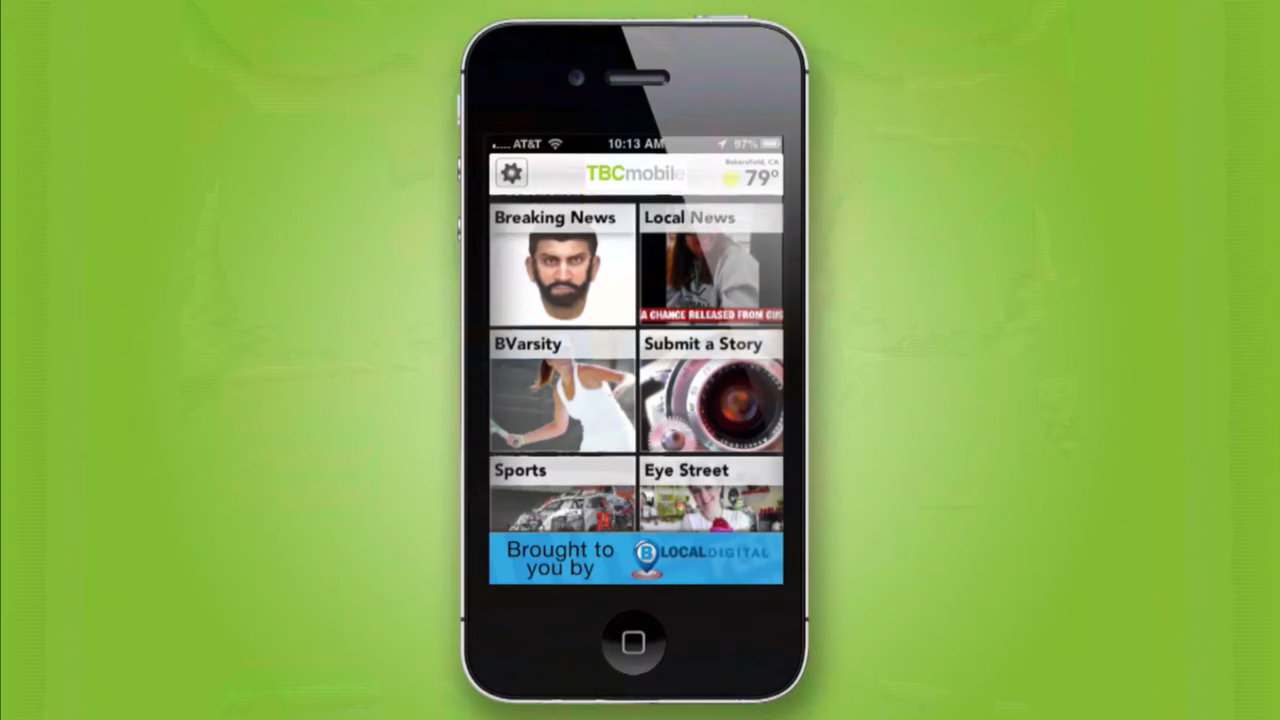 AT&T 10:13 AM 97%
TBCmobile
Bakersfield, CA
79°
Breaking News
Local News
A CHANCE RELEASED FROM CUS
BVarsity
Submit a Story
Sports
Eye Street
Brought to
you by
B LOCALDIGITAL